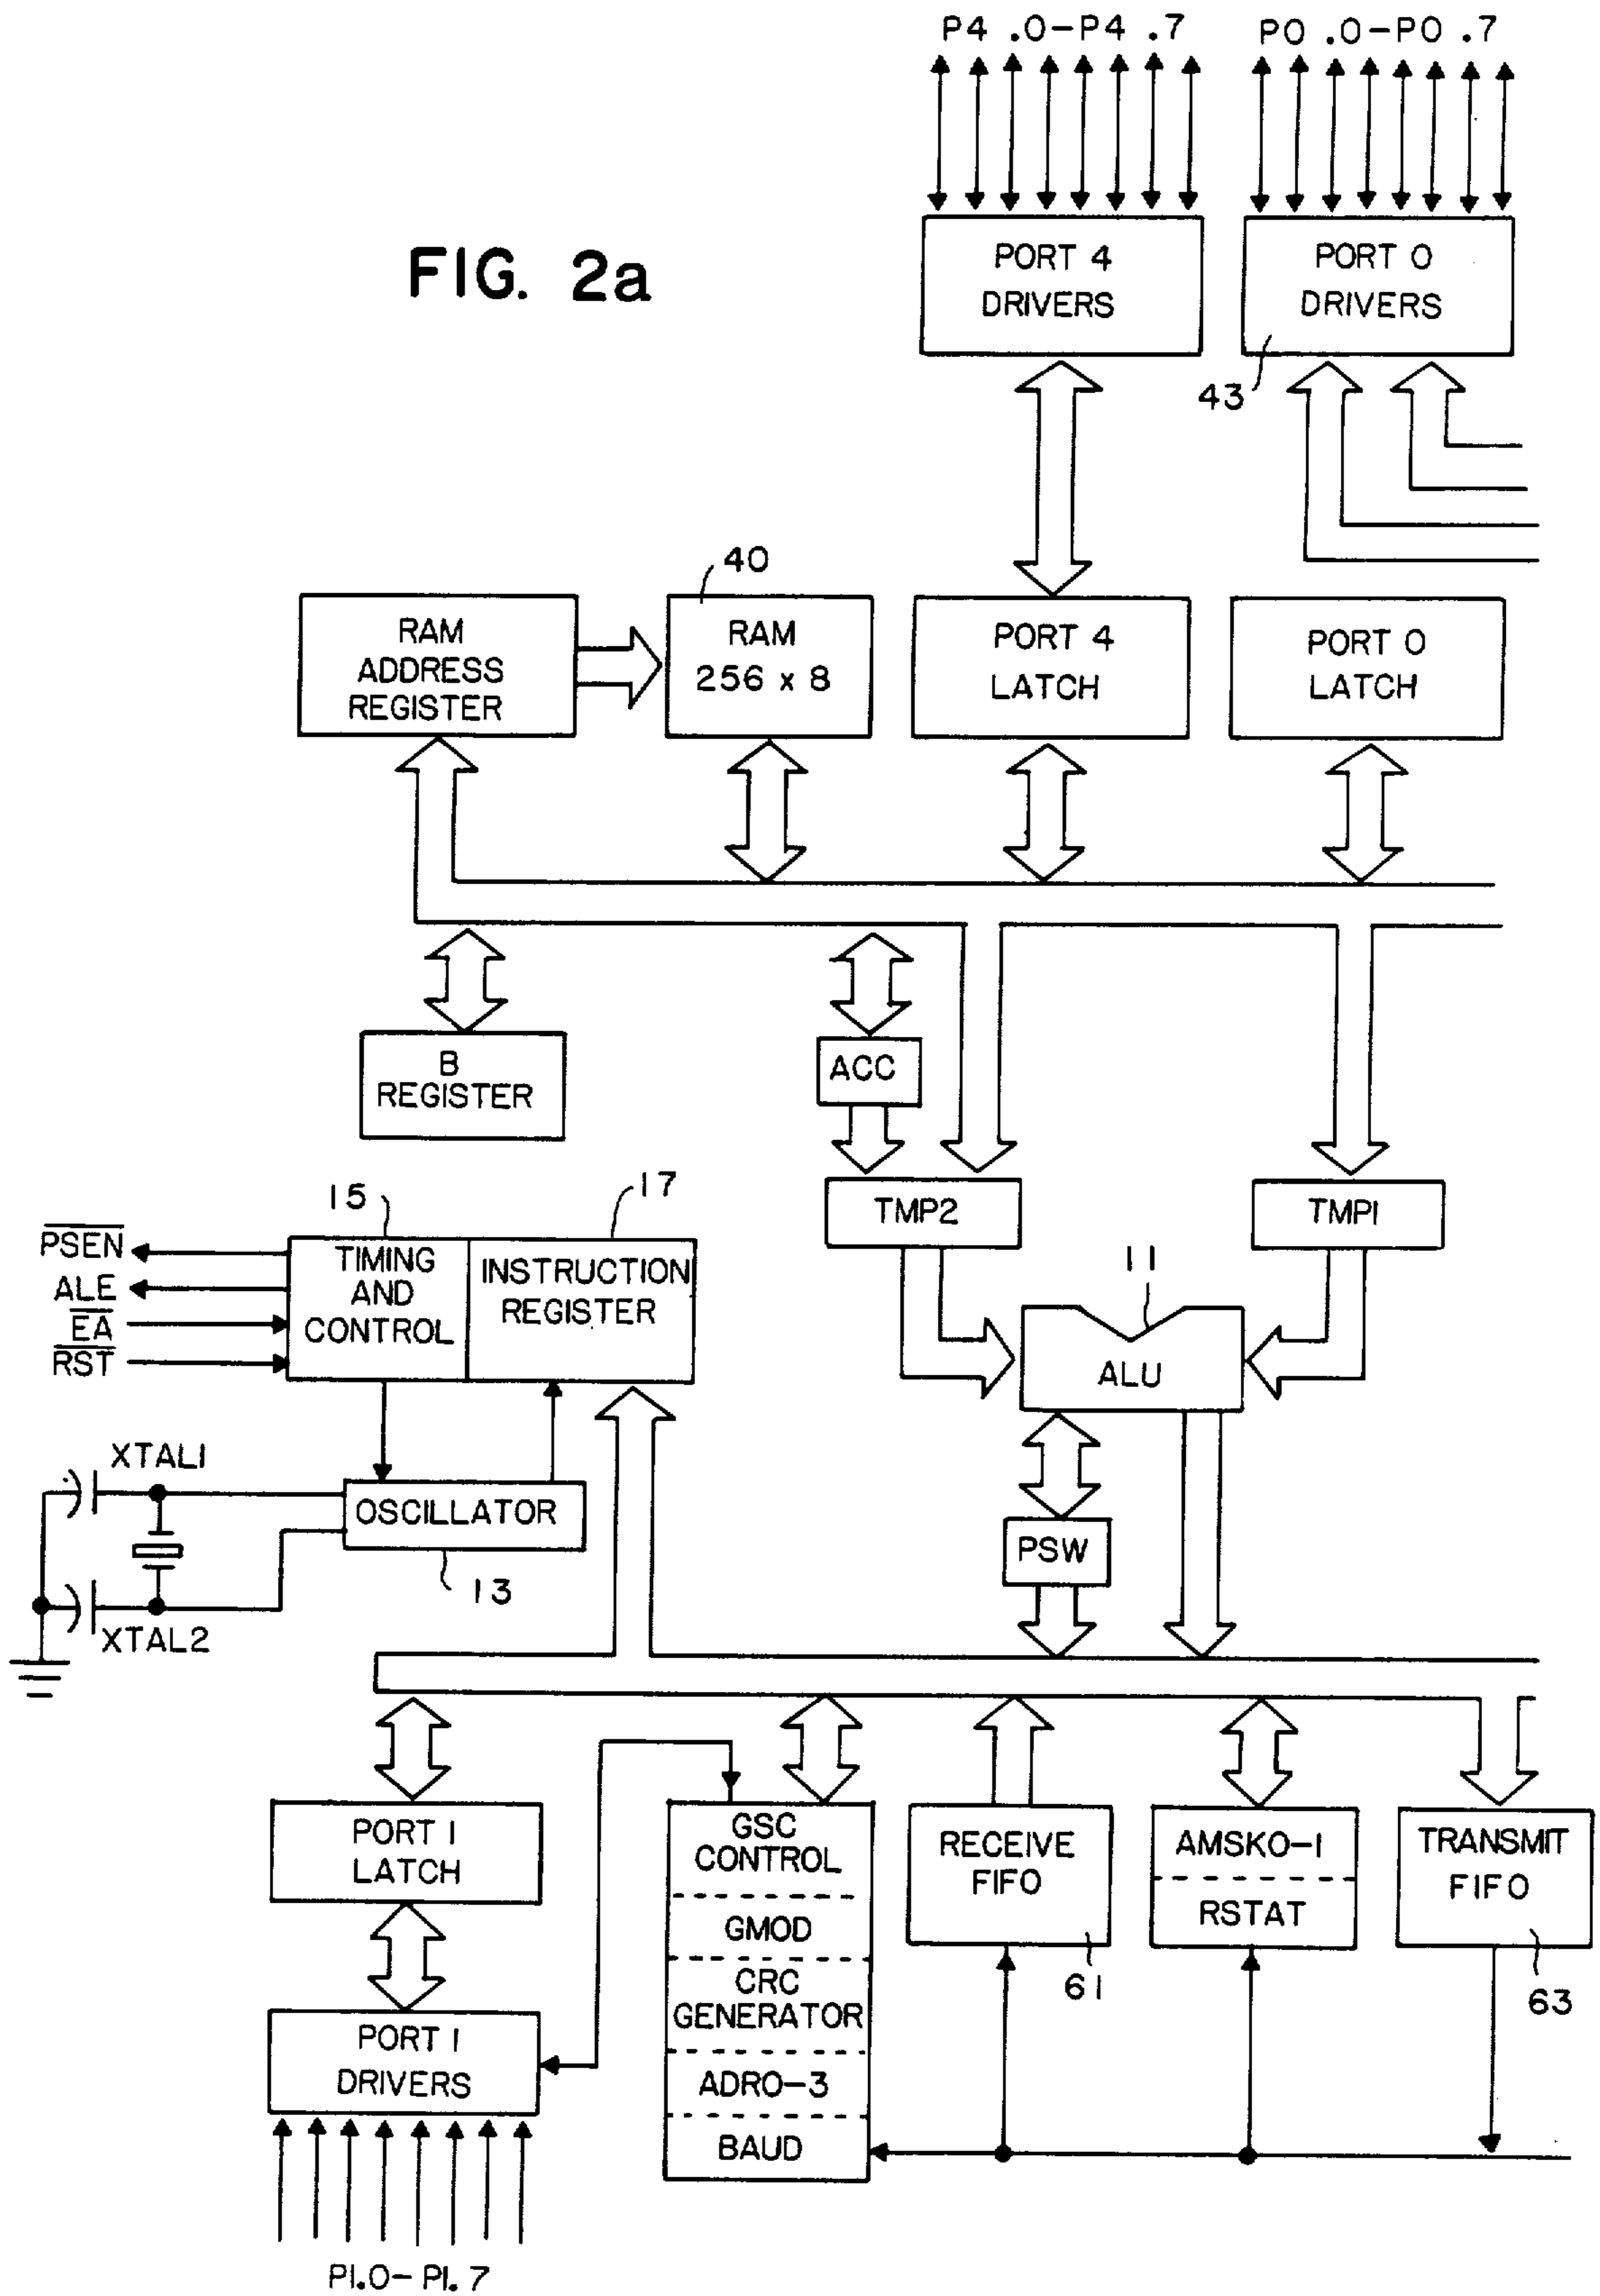 P4 .0-P4 .7
P0 .0-P0 .7
FIG. 2a
PORT 4
DRIVERS
PORT 0
DRIVERS
43
40
RAM
ADDRESS
REGISTER
RAM
256 x 8
PORT 4
LATCH
PORT 0
LATCH
B
REGISTER
ACC
15
17
TMP2
TMP1
PSEN
ALE
EA
RST
TIMING
AND
CONTROL
INSTRUCTION
REGISTER
11
ALU
XTAL1
OSCILLATOR
13
XTAL2
PSW
PORT 1
LATCH
GSC
CONTROL
GMOD
CRC
GENERATOR
ADR0-3
BAUD
RECEIVE
FIFO
61
AMSK0-1
RSTAT
TRANSMIT
FIFO
63
PORT 1
DRIVERS
P1.0- P1.7